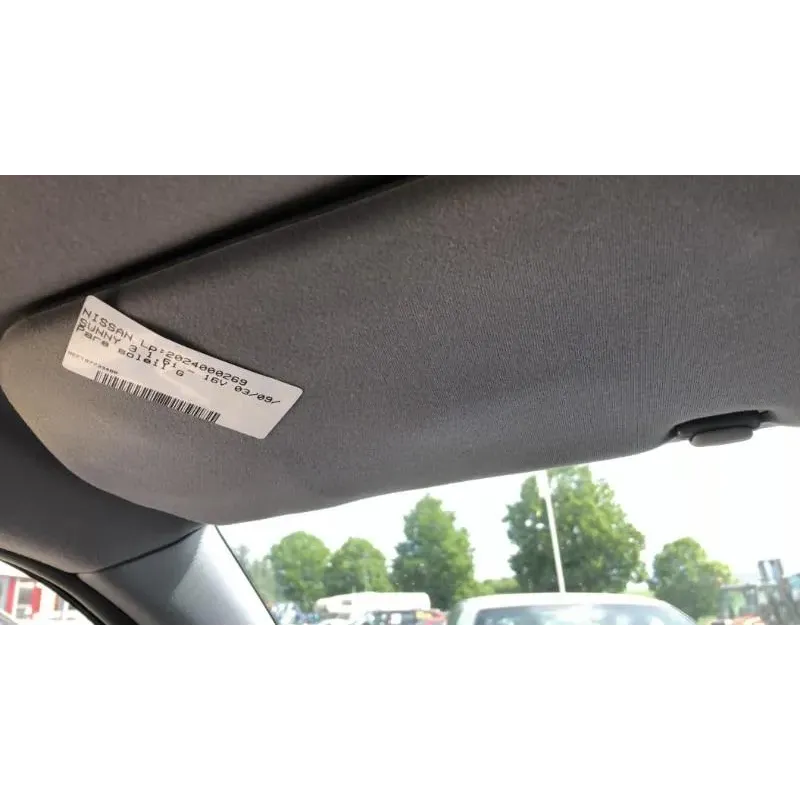 NISSAN LP:2024000269
SUNNY 3 1.6i - 16V 03/09/
Pare soleil G